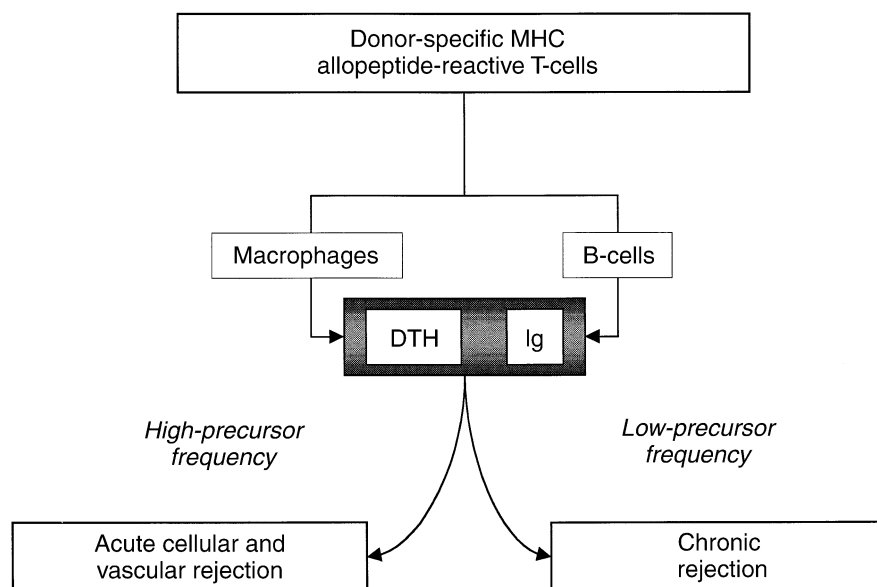 Donor-specific MHC
allopeptide-reactive T-cells
Macrophages
B-cells
DTH
Ig
High-precursor
frequency
Low-precursor
frequency
Acute cellular and
vascular rejection
Chronic
rejection